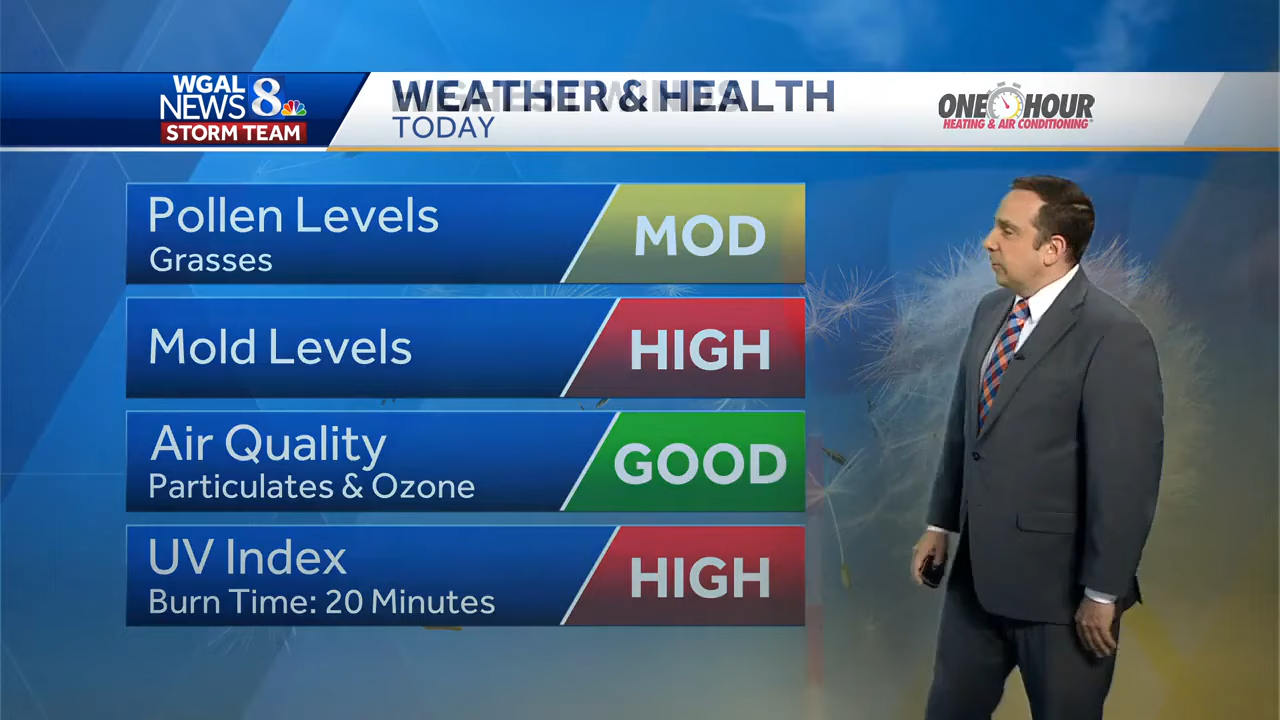 WGAL
NEWS 8
STORM TEAM
WEATHER & HEALTH
TODAY
ONE HOUR
HEATING & AIR CONDITIONING
Pollen Levels
Grasses
MOD
Mold Levels
HIGH
Air Quality
Particulates & Ozone
GOOD
UV Index
Burn Time: 20 Minutes
HIGH